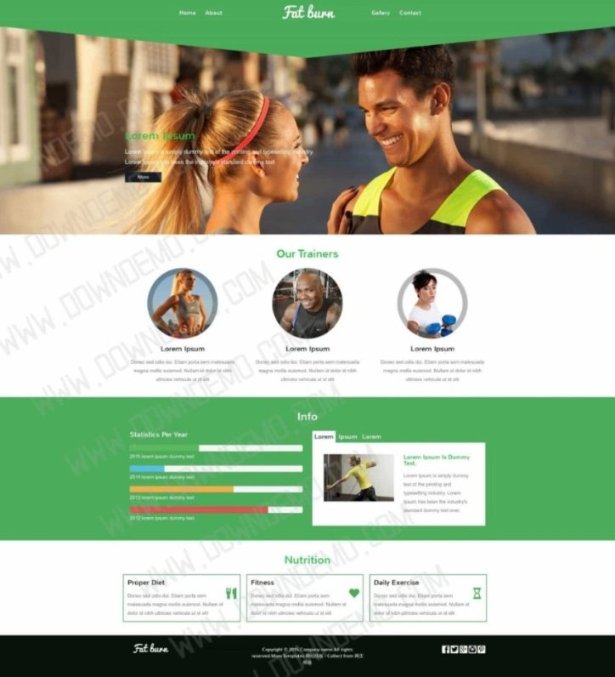 Home About
Fat burn
Gallery Contact
Lorem Ipsum
Lorem Ipsum is simply dummy text of the printing and typesetting industry.
Lorem Ipsum has been the industry's standard dummy text
More
Our Trainers
Lorem Ipsum
Donec sed odio dui. Etiam porta sem malesuada
magna mollis euismod. Nullam id dolor id nibh
ultricies vehicula ut id elit
Lorem Ipsum
Donec sed odio dui. Etiam porta sem malesuada
magna mollis euismod. Nullam id dolor id nibh
ultricies vehicula ut id elit
Lorem Ipsum
Donec sed odio dui. Etiam porta sem malesuada
magna mollis euismod. Nullam id dolor id nibh
ultricies vehicula ut id elit
Info
Statistics Per Year
2015 lorem ipsum dummy text
2014 lorem ipsum dummy text
2013 lorem ipsum dummy text
2012 lorem ipsum dummy text
Lorem Ipsum Lorem
Lorem Ipsum Is Dummy
Text.
Lorem Ipsum is simply dummy
text of the printing and
typesetting industry. Lorem
Ipsum has been the industry's
standard dummy text ever.
Nutrition
Proper Diet
Donec sed odio dui. Etiam porta sem
malesuada magna mollis euismod. Nullam id
dolor id nibh ultricies vehicula ut id elit
Fitness
Donec sed odio dui. Etiam porta sem
malesuada magna mollis euismod. Nullam id
dolor id nibh ultricies vehicula ut id elit
Daily Exercise
Donec sed odio dui. Etiam porta sem
malesuada magna mollis euismod. Nullam id
dolor id nibh ultricies vehicula ut id elit
Fat burn
Copyright © 2015 Company name All rights
reserved. Collect from
WWW.DOWNDEMO.COM